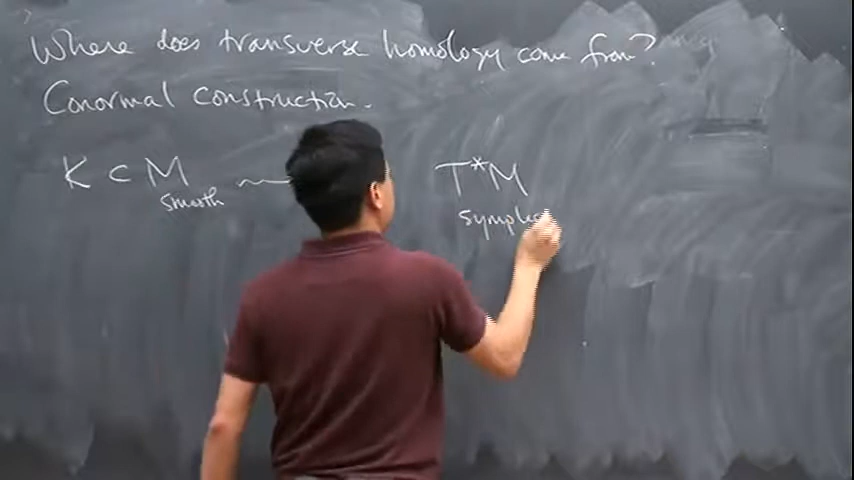 Where does transverse homology come from?
Conormal construction.
K ⊂ M T*M
smooth symplec